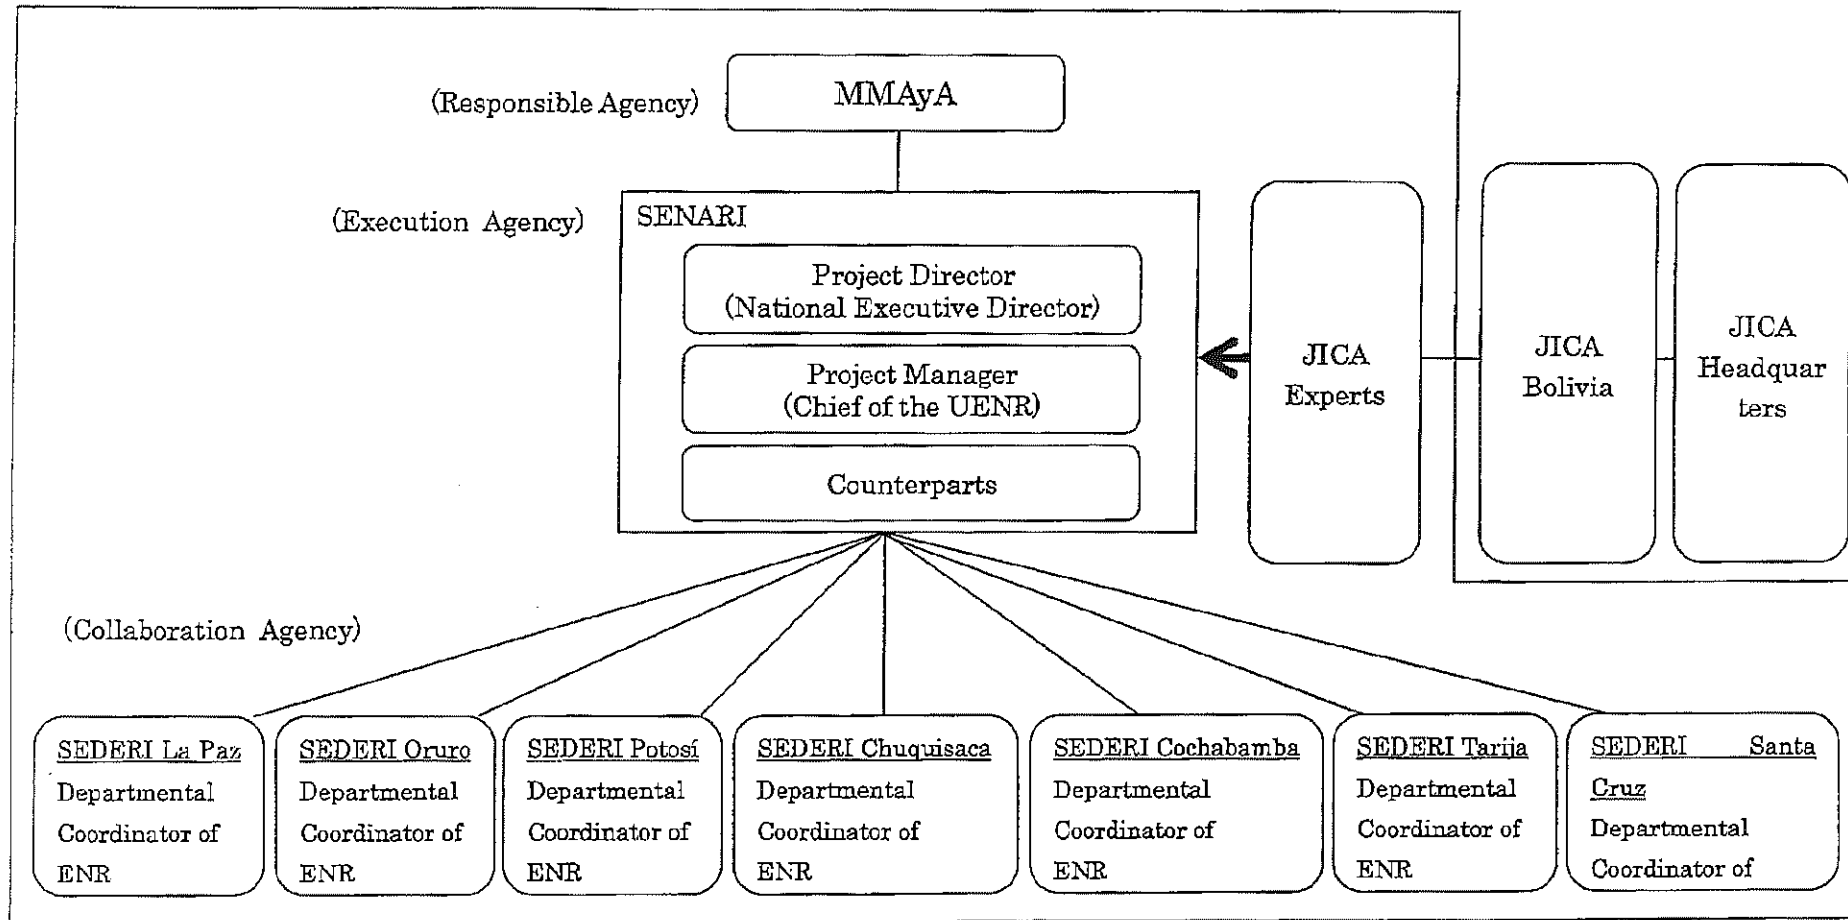 (Responsible Agency)
MMAyA
(Execution Agency)
SENARI
Project Director
(National Executive Director)
Project Manager
(Chief of the UENR)
Counterparts
JICA
Experts
JICA
Bolivia
JICA
Headquar
ters
(Collaboration Agency)
SEDERI La Paz
Departmental
Coordinator of
ENR
SEDERI Oruro
Departmental
Coordinator of
ENR
SEDERI Potosí
Departmental
Coordinator of
ENR
SEDERI Chuquisaca
Departmental
Coordinator of
ENR
SEDERI Cochabamba
Departmental
Coordinator of
ENR
SEDERI Tarija
Departmental
Coordinator of
ENR
SEDERI Santa
Cruz
Departmental
Coordinator of